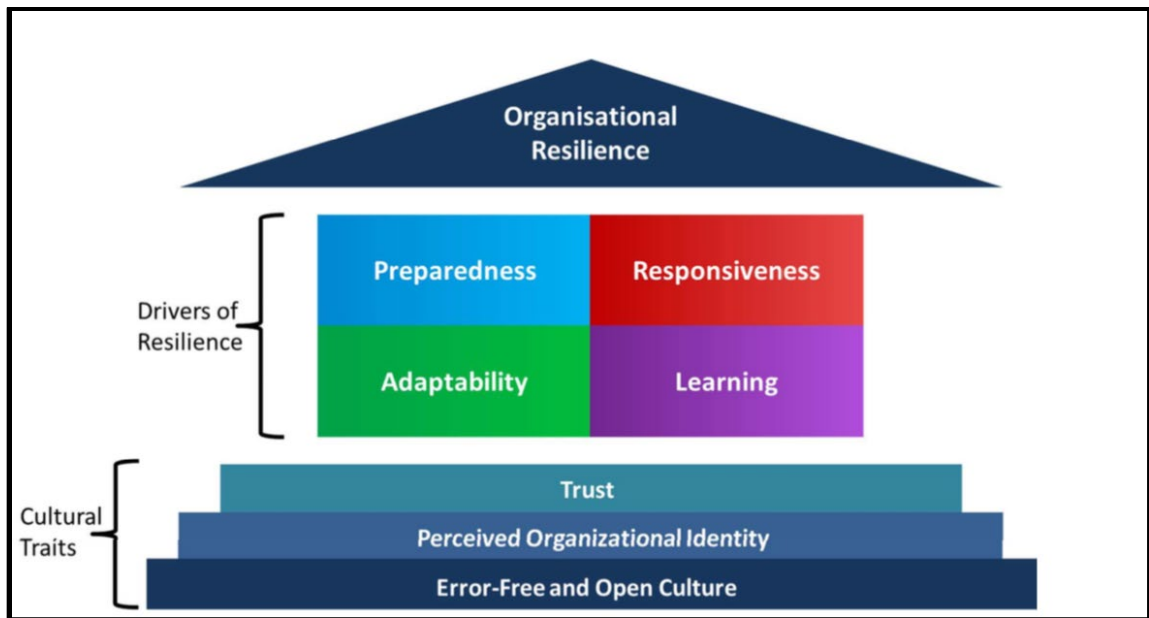 Organisational
Resilience
Preparedness
Responsiveness
Drivers of
Resilience
Adaptability
Learning
Cultural
Traits
Trust
Perceived Organizational Identity
Error-Free and Open Culture